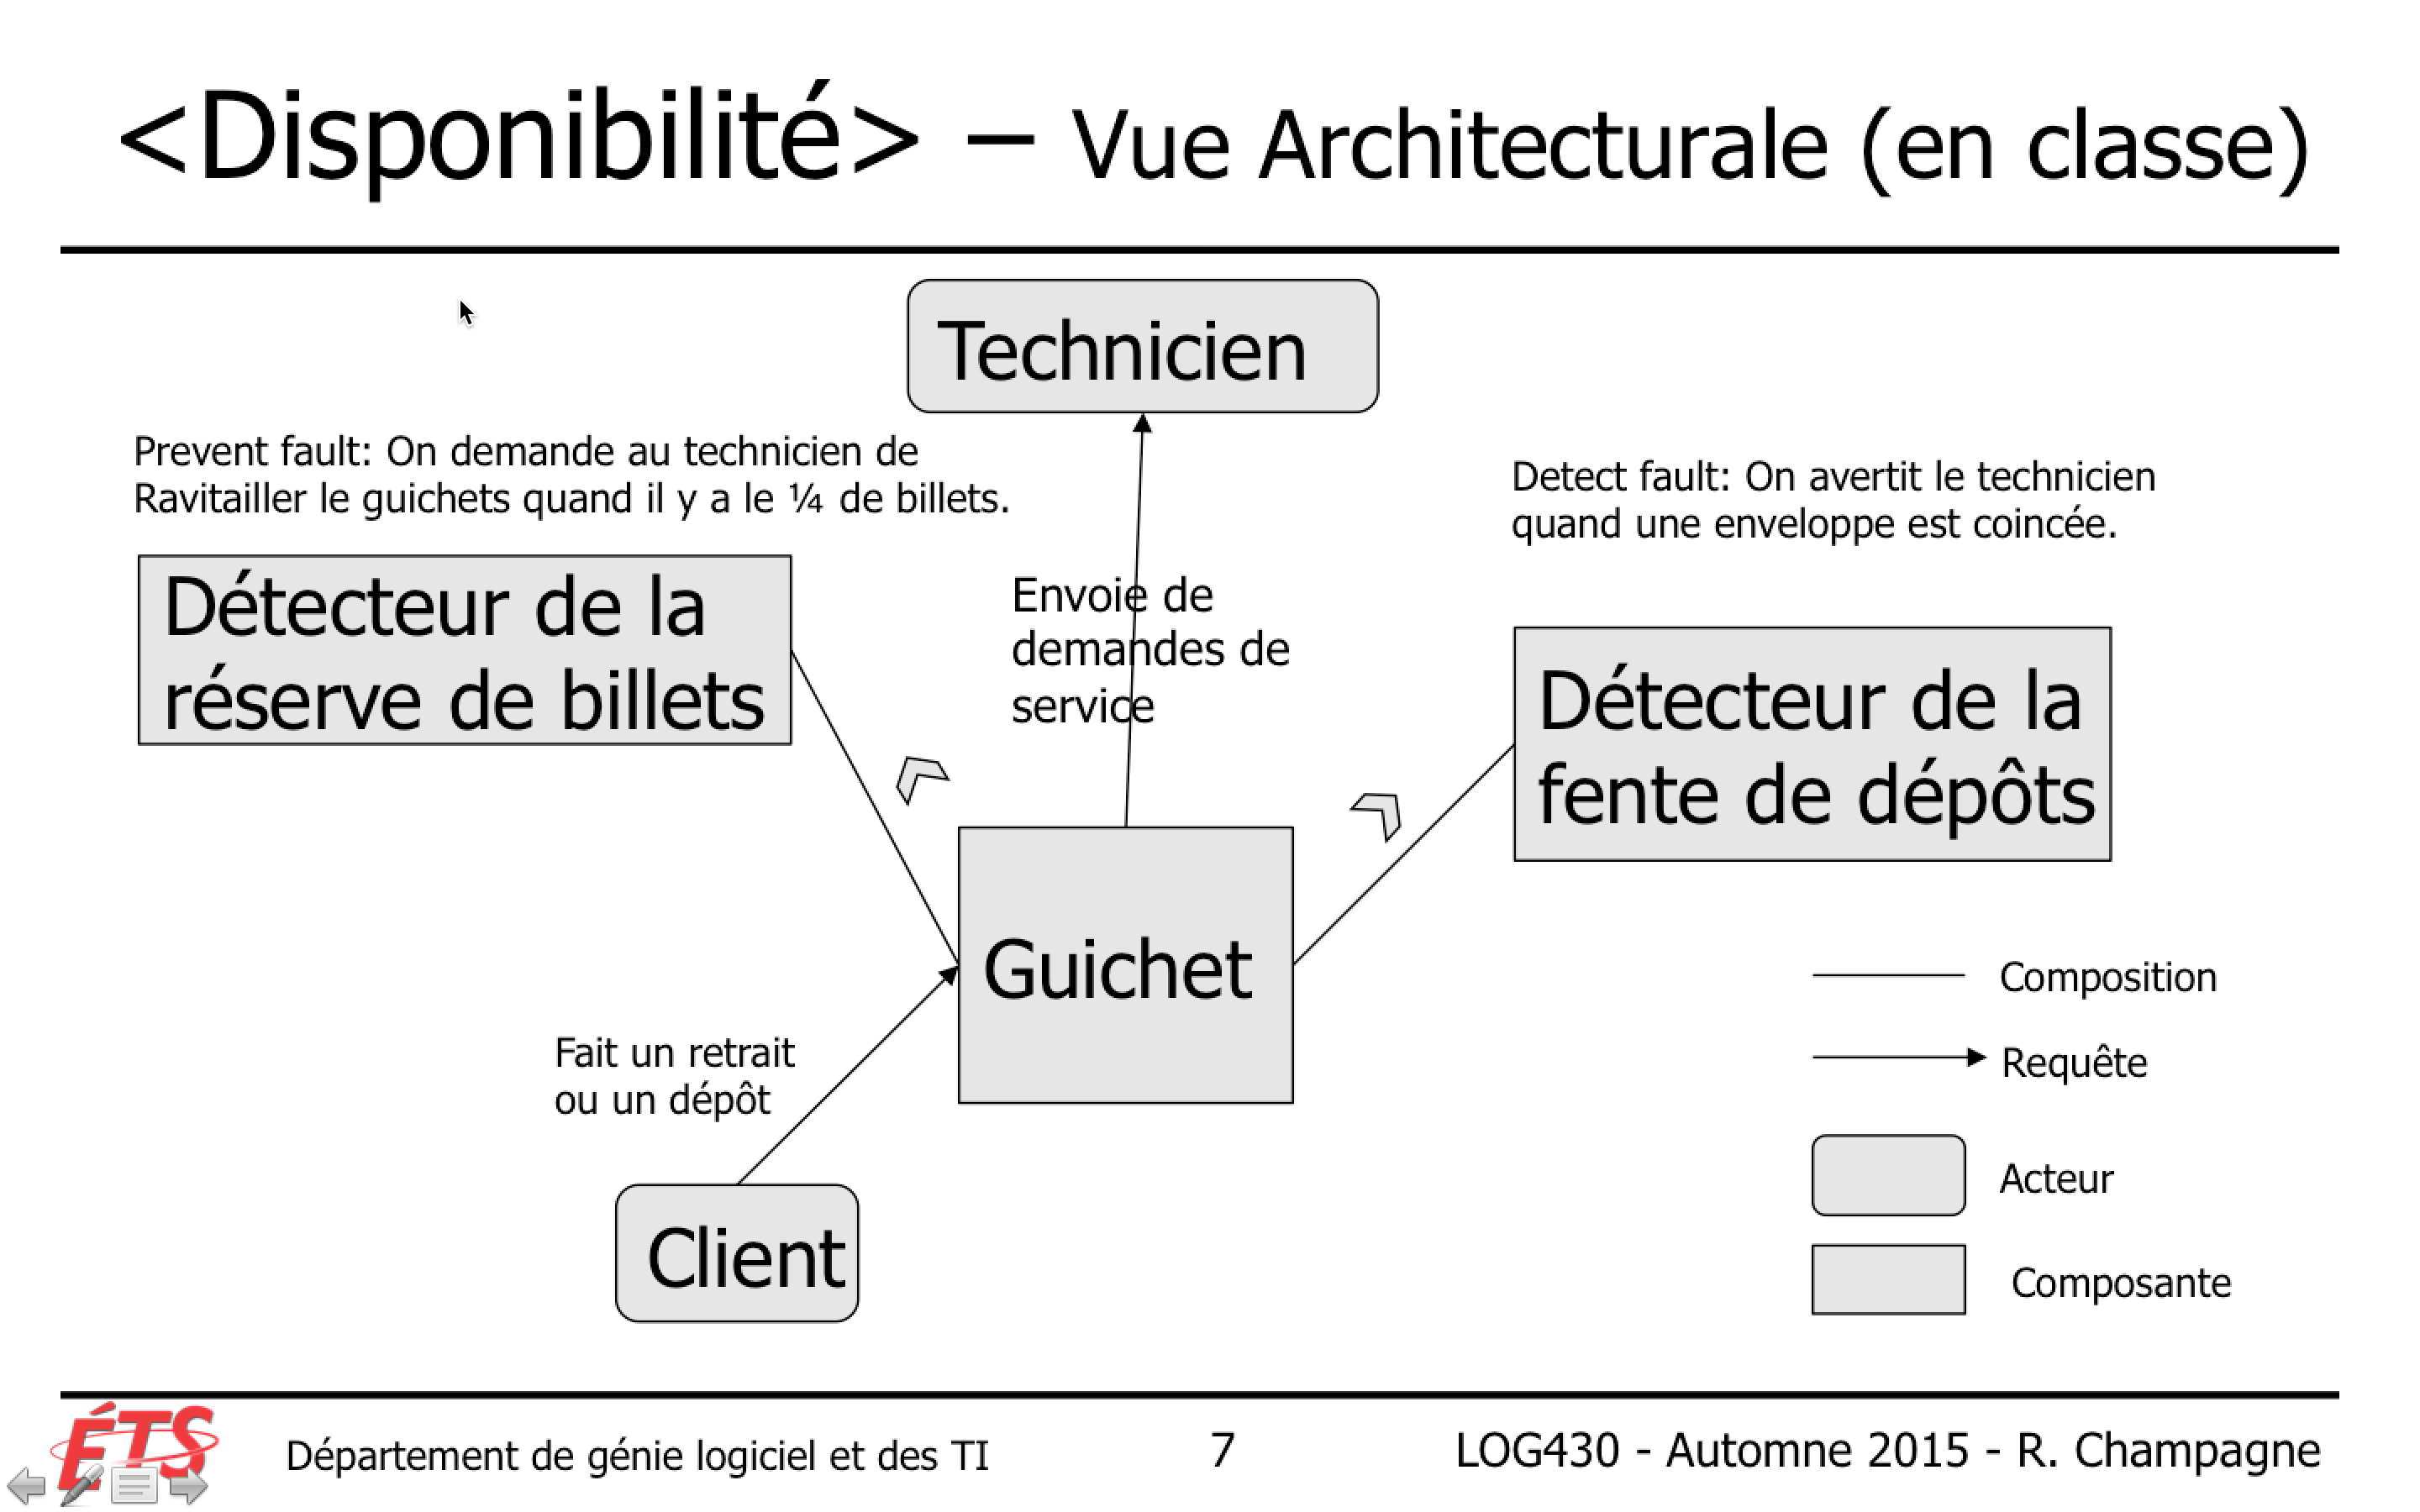 <Disponibilité> – Vue Architecturale (en classe)
Technicien
Prevent fault: On demande au technicien de
Ravitailler le guichets quand il y a le ¼ de billets.
Detect fault: On avertit le technicien
quand une enveloppe est coincée.
Détecteur de la
réserve de billets
Envoie de
demandes de
service
Détecteur de la
fente de dépôts
Guichet
Fait un retrait
ou un dépôt
Client
Composition
Requête
Acteur
Composante
ÉTS
Département de génie logiciel et des TI
7
LOG430 - Automne 2015 - R. Champagne